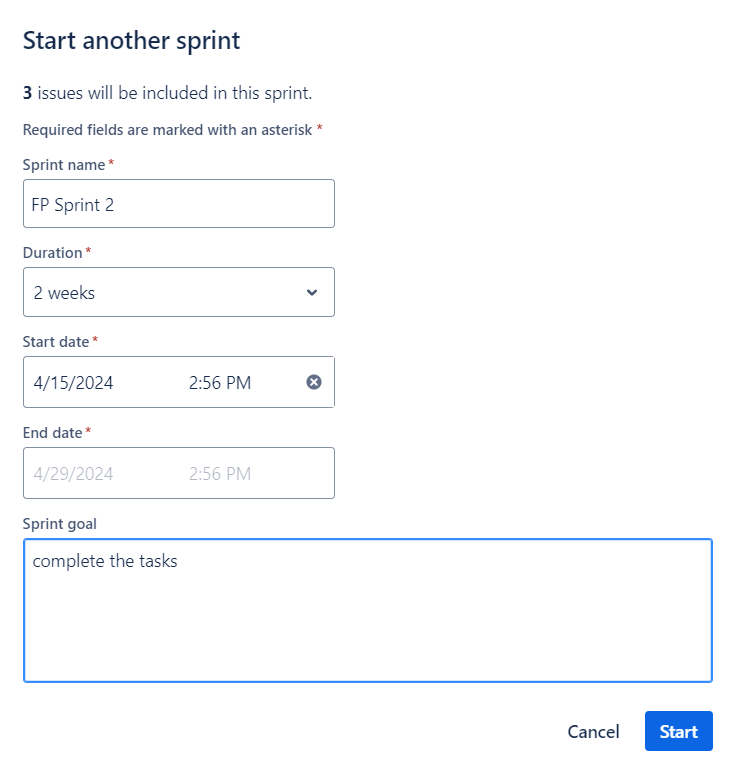 Start another sprint
3 issues will be included in this sprint.
Required fields are marked with an asterisk *
Sprint name *
FP Sprint 2
Duration *
2 weeks
Start date *
4/15/2024 2:56 PM
End date *
4/29/2024 2:56 PM
Sprint goal
complete the tasks
Cancel Start